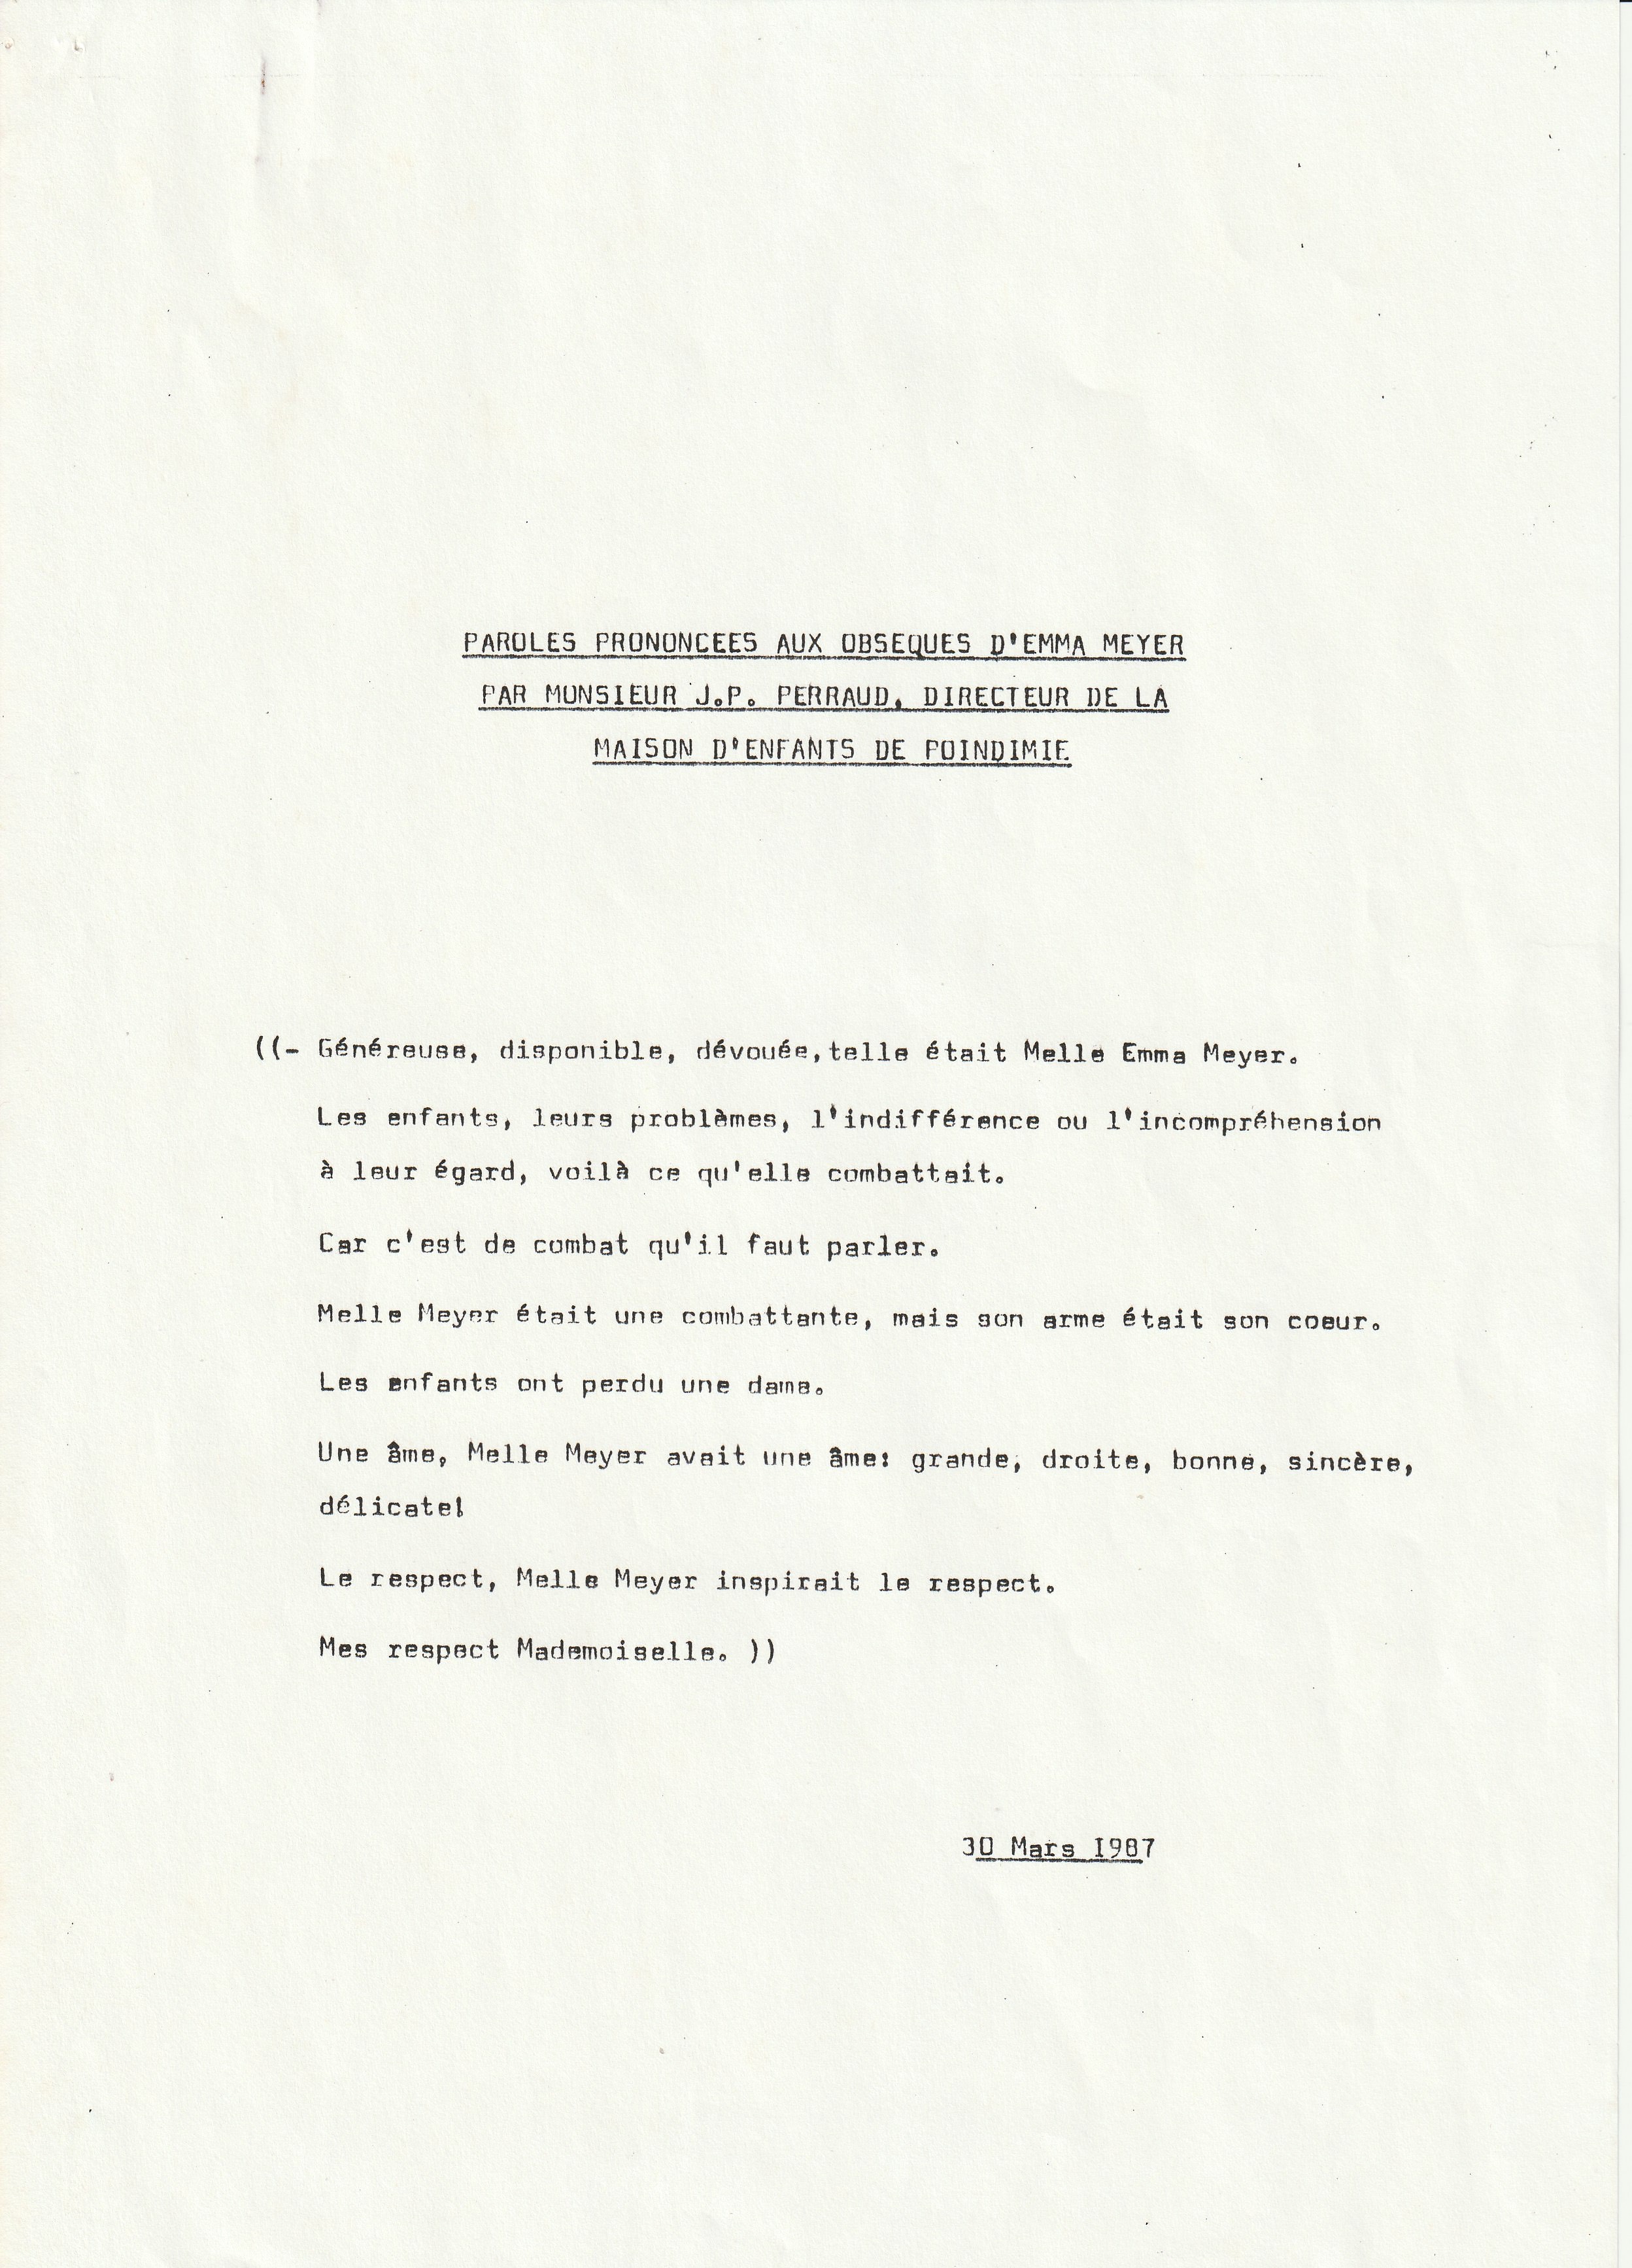 PAROLES PRONONCEES AUX OBSEQUES D'EMMA MEYER
PAR MONSIEUR J.P. PERRAUD, DIRECTEUR DE LA
MAISON D'ENFANTS DE POINDIMIE
((- Généreuse, disponible, dévouée,telle était Melle Emma Meyer.
Les enfants, leurs problèmes, l'indifférence ou l'incompréhension
à leur égard, voilà ce qu'elle combattait.
Car c'est de combat qu'il faut parler.
Melle Meyer était une combattante, mais son arme était son coeur.
Les enfants ont perdu une dame.
Une âme, Melle Meyer avait une âme: grande, droite, bonne, sincère,
délicate!
Le respect, Melle Meyer inspirait le respect.
Mes respect Mademoiselle. ))
30 Mars I987